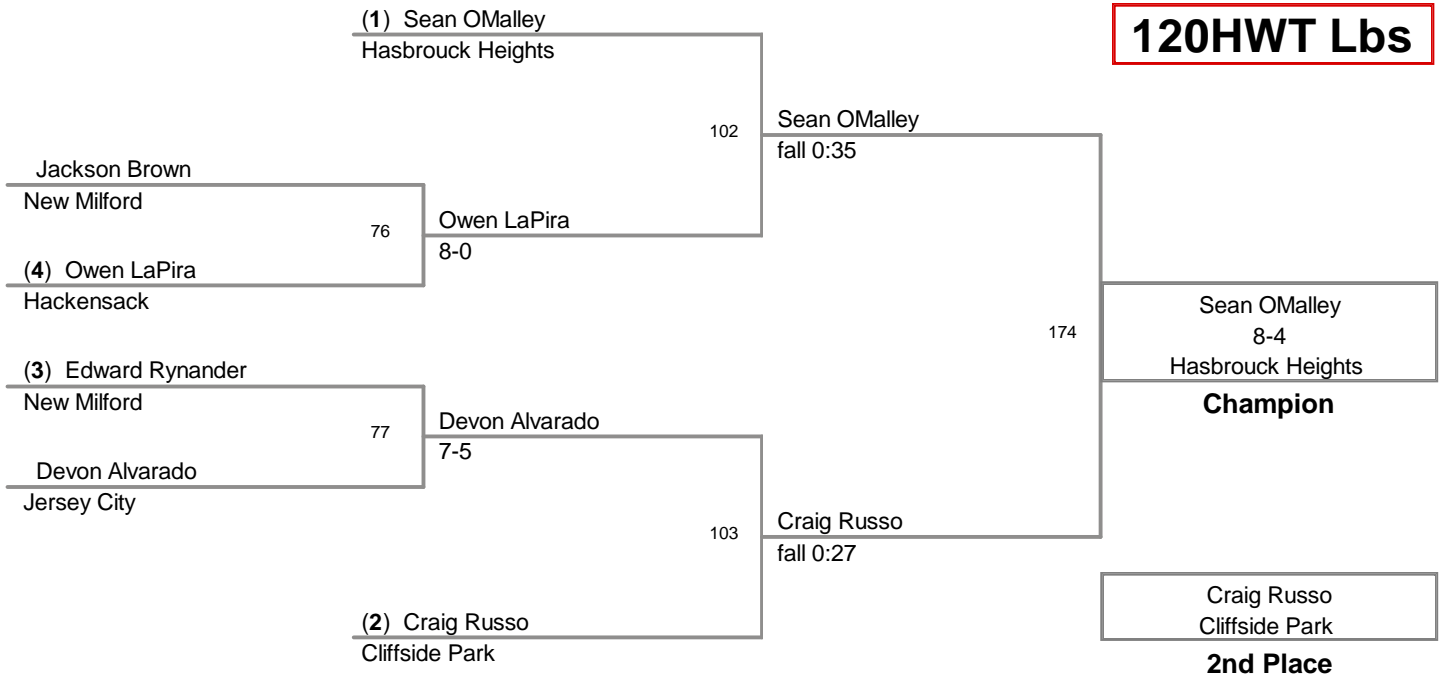 (1) Sean OMalley
Hasbrouck Heights
120HWT Lbs
102
Sean OMalley
fall 0:35
Jackson Brown
New Milford
76
Owen LaPira
8-0
(4) Owen LaPira
Hackensack
174
Sean OMalley
8-4
Hasbrouck Heights
Champion
(3) Edward Rynander
New Milford
77
Devon Alvarado
7-5
Devon Alvarado
Jersey City
103
Craig Russo
fall 0:27
(2) Craig Russo
Cliffside Park
Craig Russo
Cliffside Park
2nd Place